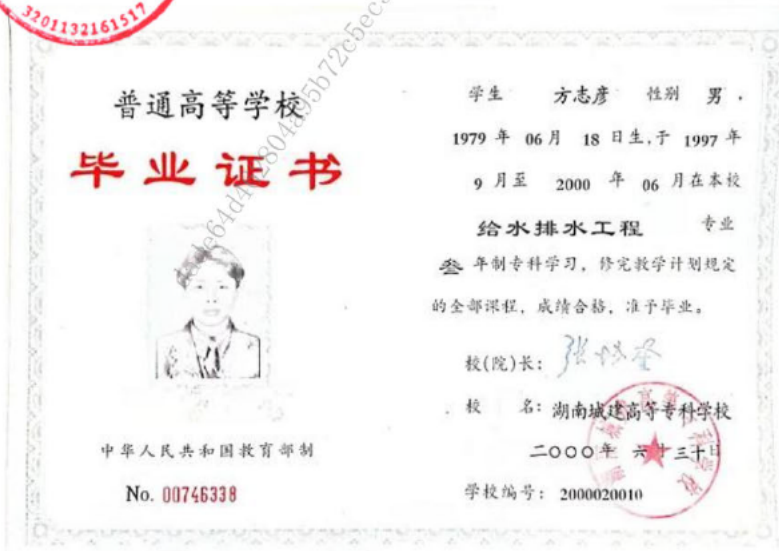 3201132161517
普通高等学校
毕业证书
中华人民共和国教育部制
No. 00746338
学生 方志彦 性别 男.
1979 年 06 月 18 日生,于 1997 年
9 月至 2000 年 06 月在本校
给水排水工程 专业
叁 年制专科学习，修完教学计划规定
的全部课程，成绩合格，准予毕业。
校(院)长:
校 名: 湖南城建高等专科学校
二〇〇〇年 六 月三十日
学校编号: 2000020010